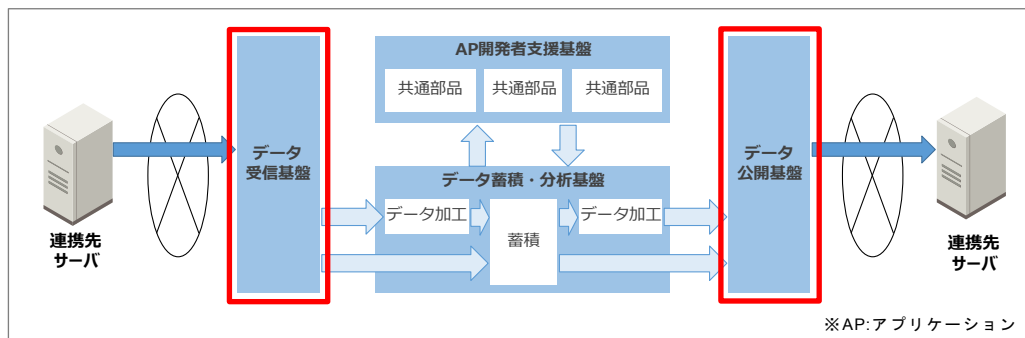 AP開発者支援基盤
共通部品
共通部品
共通部品
データ
受信基盤
データ
公開基盤
データ蓄積・分析基盤
データ加工
蓄積
データ加工
連携先
サーバ
連携先
サーバ
※AP:アプリケーション